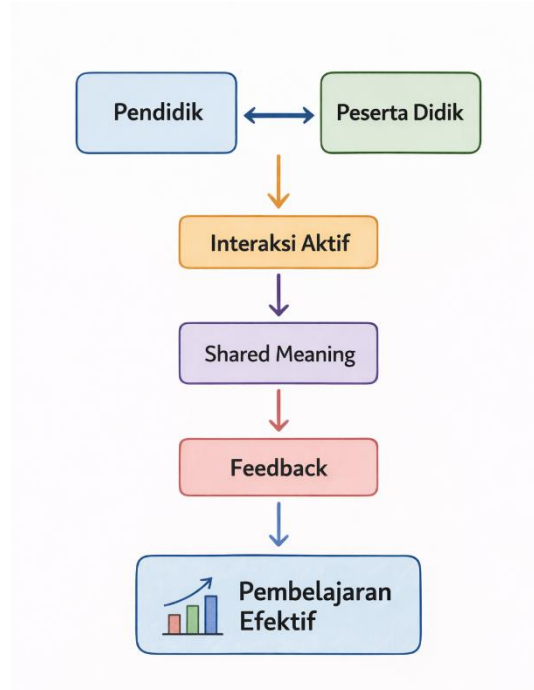 Pendidik
Peserta Didik
Interaksi Aktif
Shared Meaning
Feedback
Pembelajaran
Efektif